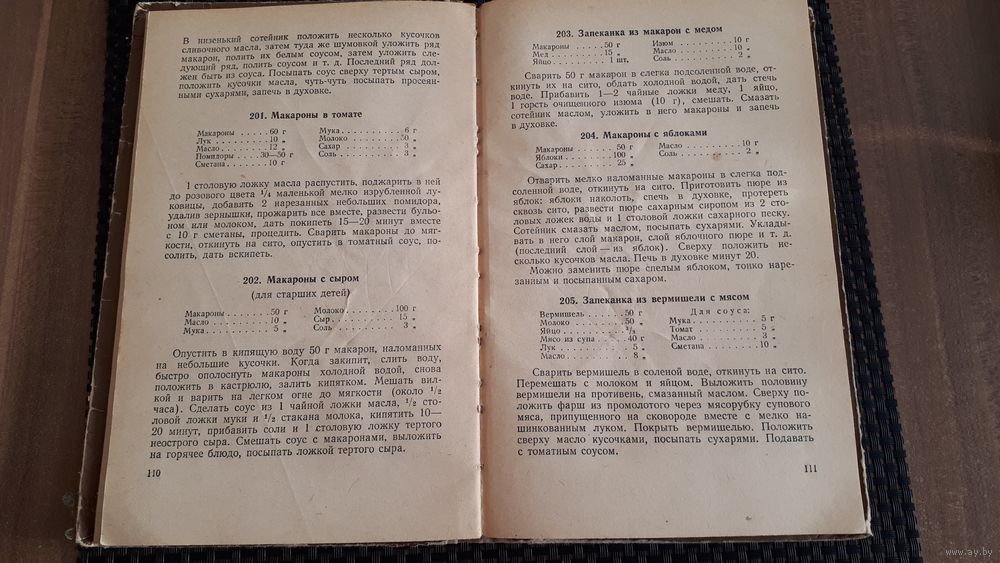 В низенький сотейник положить несколько кусочков
сливочного масла, затем туда же шумовкой уложить ряд
макарон, полить их белым соусом, затем уложить сле-
дующий ряд, полить соусом и т. д. Последний ряд дол-
жен быть из соуса. Посыпать соус сверху тертым сыром,
положить кусочки масла, чуть-чуть посыпать просеян-
ными сухарями, запечь в духовке.
201. Макароны в томате
Макароны . . . . . 60 г
Лук . . . . . . . . 10 „
Масло . . . . . . . 12 „
Помидоры . . . 30—50 г
Сметана . . . . . . 10 г
Мука . . . . . . . . . 6 г
Молоко . . . . . . . . 50 „
Сахар . . . . . . . . 3 „
Соль . . . . . . . . . 3 „
1 столовую ложку масла распустить, поджарить в ней
до розового цвета 1/4 маленькой мелко изрубленной лу-
ковицы, добавить 2 нарезанных небольших помидора,
удалив зернышки, прожарить все вместе, развести бульо-
ном или молоком, дать покипеть 15—20 минут вместе
с 10 г сметаны, процедить. Сварить макароны до мяг-
кости, откинуть на сито, опустить в томатный соус, по-
солить, дать вскипеть.
202. Макароны с сыром
(для старших детей)
Макароны . . . . . . 50 г
Масло . . . . . . . . 10 „
Мука . . . . . . . . . 5 „
Молоко . . . . . . . 100 г
Сыр . . . . . . . . . 15 „
Соль . . . . . . . . . 3 „
Опустить в кипящую воду 50 г макарон, наломанных
на небольшие кусочки. Когда закипит, слить воду,
быстро ополоснуть макароны холодной водой, снова
положить в кастрюлю, залить кипятком. Мешать вил-
кой и варить на легком огне до мягкости (около 1/2
часа). Сделать соус из 1 чайной ложки масла, 1/2 сто-
ловой ложки муки и 1/2 стакана молока, кипятить 10—
20 минут, прибавить соли и 1 столовую ложку тертого
неострого сыра. Смешать соус с макаронами, выложить
на горячее блюдо, посыпать ложкой тертого сыра.
110
203. Запеканка из макарон с медом
Макароны . . . . . 50 г
Мед . . . . . . . . . 15 „
Яйцо . . . . . . . . 1 шт.
Изюм . . . . . . . . . 10 г
Масло . . . . . . . . . 10 „
Соль . . . . . . . . . . 2 „
Сварить 50 г макарон в слегка подсоленной воде, от-
кинуть их на сито, обдать холодной водой, дать стечь
воде. Прибавить 1—2 чайные ложки меду, 1 яйцо,
1 горсть очищенного изюма (10 г), смешать. Смазать
сотейник маслом, уложить в него макароны и запечь
в духовке.
204. Макароны с яблоками
Макароны . . . . . . 50 г
Яблоки . . . . . . . 100 „
Сахар . . . . . . . . 25 „
Масло . . . . . . . . . 10 г
Соль . . . . . . . . . . 2 „
Отварить мелко наломанные макароны в слегка под-
соленной воде, откинуть на сито. Приготовить пюре из
яблок: яблоки наколоть, спечь в духовке, протереть
сквозь сито, развести пюре сахарным сиропом из 2 сто-
ловых ложек воды и 1 столовой ложки сахарного песку.
Сотейник смазать маслом, посыпать сухарями. Уклады-
вать в него слой макарон, слой яблочного пюре и т. д.
(последний слой — из яблок). Сверху положить не-
сколько кусочков масла. Печь в духовке минут 20.
Можно заменить пюре спелым яблоком, тонко наре-
занным и посыпанным сахаром.
205. Запеканка из вермишели с мясом
Вермишель . . . . . 50 г
Молоко . . . . . . . 50 „
Яйцо . . . . . . . . 1/3
Мясо из супа . . . . 40 г
Лук . . . . . . . . . 5 „
Масло . . . . . . . . 8 „
Для соуса:
Мука . . . . . . . . . 5 г
Томат . . . . . . . . . 5 „
Масло . . . . . . . . . 3 „
Сметана . . . . . . . 10 „
Сварить вермишель в соленой воде, откинуть на сито.
Перемешать с молоком и яйцом. Выложить половину
вермишели на противень, смазанный маслом. Сверху по-
ложить фарш из промолотого через мясорубку супового
мяса, припущенного на сковороде вместе с мелко на-
шинкованным луком. Покрыть вермишелью. Положить
сверху масло кусочками, посыпать сухарями. Подавать
с томатным соусом.
111
www.ay.by